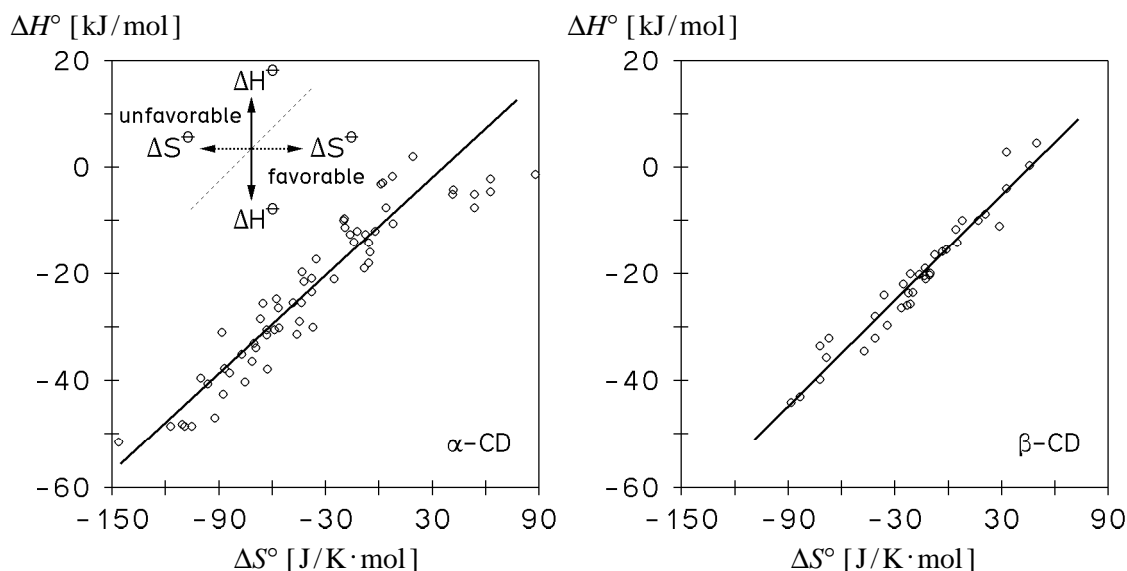 ΔH° [kJ/mol]
20
0
-20
-40
-60
ΔH⊖
unfavorable
ΔS⊖
ΔS⊖
favorable
ΔH⊖
α-CD
-150 -90 -30 30 90
ΔS° [J/K·mol]
ΔH° [kJ/mol]
20
0
-20
-40
-60
β-CD
-150 -90 -30 30 90
ΔS° [J/K·mol]